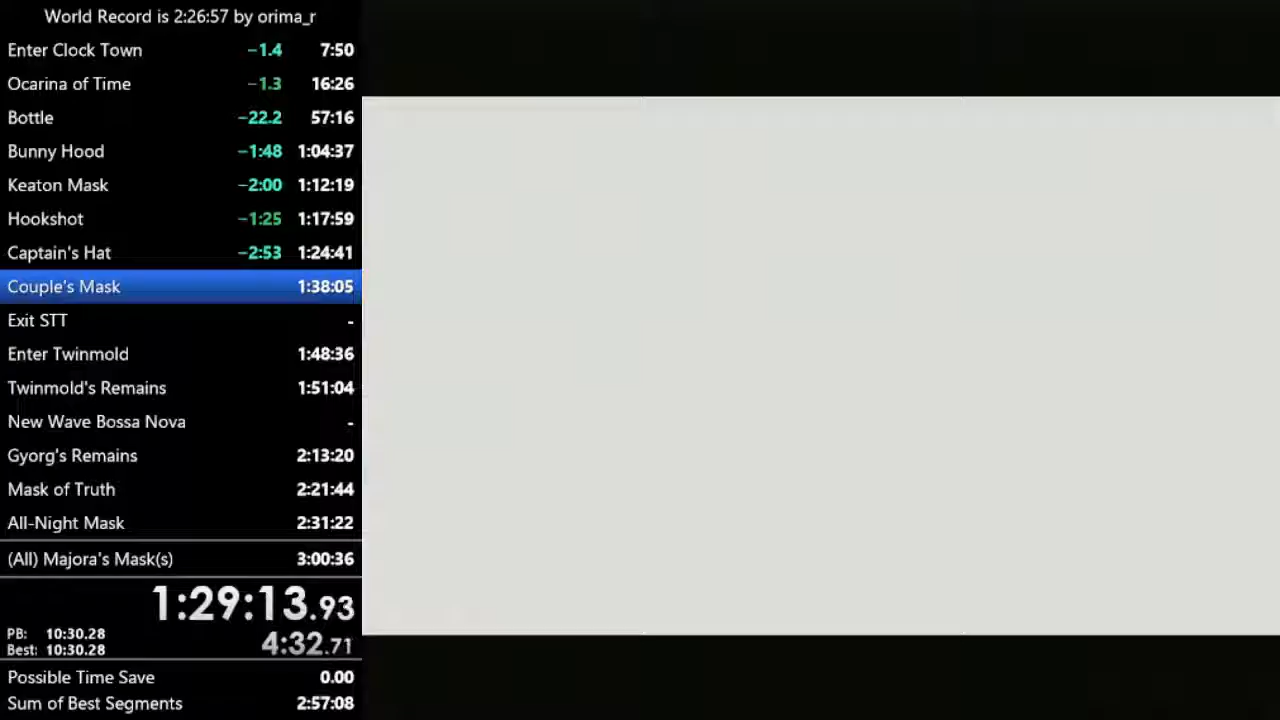 World Record is 2:26:57 by orima_r
Enter Clock Town −1.4 7:50
Ocarina of Time −1.3 16:26
Bottle −22.2 57:16
Bunny Hood −1:48 1:04:37
Keaton Mask −2:00 1:12:19
Hookshot −1:25 1:17:59
Captain's Hat −2:53 1:24:41
Couple's Mask 1:38:05
Exit STT -
Enter Twinmold 1:48:36
Twinmold's Remains 1:51:04
New Wave Bossa Nova -
Gyorg's Remains 2:13:20
Mask of Truth 2:21:44
All-Night Mask 2:31:22
(All) Majora's Mask(s) 3:00:36
1:29:13.93
PB: 10:30.28
Best: 10:30.28
4:32.71
Possible Time Save 0.00
Sum of Best Segments 2:57:08